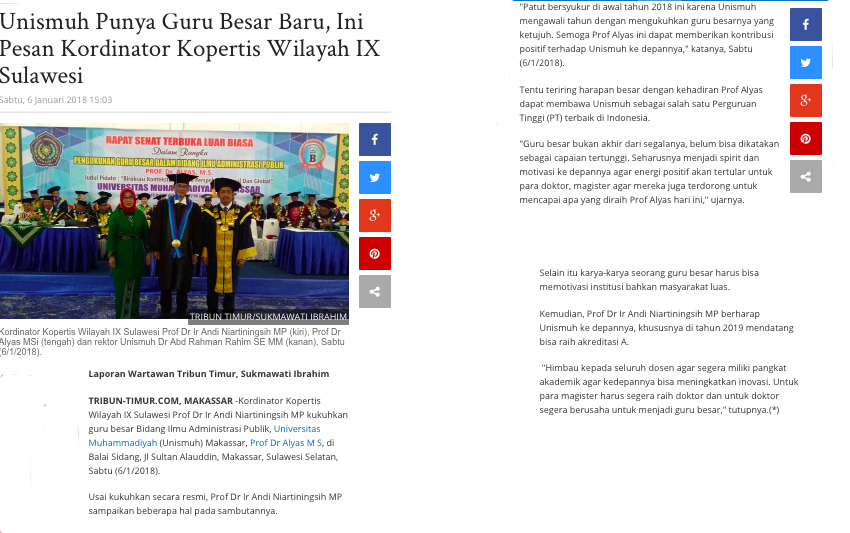 Unismuh Punya Guru Besar Baru, Ini
Pesan Kordinator Kopertis Wilayah IX
Sulawesi
Sabtu, 6 Januari 2018 15:03
RAPAT SENAT TERBUKA LUAR BIASA
Dalam Rangka
PENGUKUHAN GURU BESAR DALAM BIDANG ILMU ADMINISTRASI PUBLIK
PROF. Dr. ALYAS, M.S.
Judul Pidato : "Birokrasi
Dan Global"
UNIVERSITAS MUHAMMADIYAH MAKASSAR
TRIBUN TIMUR/SUKMAWATI IBRAHIM
Kordinator Kopertis Wilayah IX Sulawesi Prof Dr Ir Andi Niartiningsih MP (kiri), Prof Dr.
Alyas MSi (tengah) dan rektor Unismuh Dr Abd Rahman Rahim SE MM (kanan), Sabtu
(6/1/2018).
Laporan Wartawan Tribun Timur, Sukmawati Ibrahim
TRIBUN-TIMUR.COM, MAKASSAR -Kordinator Kopertis
Wilayah IX Sulawesi Prof Dr Ir Andi Niartiningsih MP kukuhkan
guru besar Bidang Ilmu Administrasi Publik, Universitas
Muhammadiyah (Unismuh) Makassar, Prof Dr Alyas M S, di
Balai Sidang, Jl Sultan Alauddin, Makassar, Sulawesi Selatan,
Sabtu (6/1/2018).
Usai kukuhkan secara resmi, Prof Dr Ir Andi Niartiningsih MP
sampaikan beberapa hal pada sambutannya.
"Patut bersyukur di awal tahun 2018 ini karena Unismuh
mengawali tahun dengan mengukuhkan guru besarnya yang
ketujuh. Semoga Prof Alyas ini dapat memberikan kontribusi
positif terhadap Unismuh ke depannya," katanya, Sabtu
(6/1/2018).
Tentu teriring harapan besar dengan kehadiran Prof Alyas
dapat membawa Unismuh sebagai salah satu Perguruan
Tinggi (PT) terbaik di Indonesia.
"Guru besar bukan akhir dari segalanya, belum bisa dikatakan
sebagai capaian tertunggi. Seharusnya menjadi spirit dan
motivasi ke depannya agar energi positif akan tertular untuk
para doktor, magister agar mereka juga terdorong untuk
mencapai apa yang diraih Prof Alyas hari ini," ujarnya.
Selain itu karya-karya seorang guru besar harus bisa
memotivasi institusi bahkan masyarakat luas.
Kemudian, Prof Dr Ir Andi Niartiningsih MP berharap
Unismuh ke depannya, khususnya di tahun 2019 mendatang
bisa raih akreditasi A.
"Himbau kepada seluruh dosen agar segera miliki pangkat
akademik agar kedepannya bisa meningkatkan inovasi. Untuk
para magister harus segera raih doktor dan untuk doktor
segera berusaha untuk menjadi guru besar," tutupnya.(*)